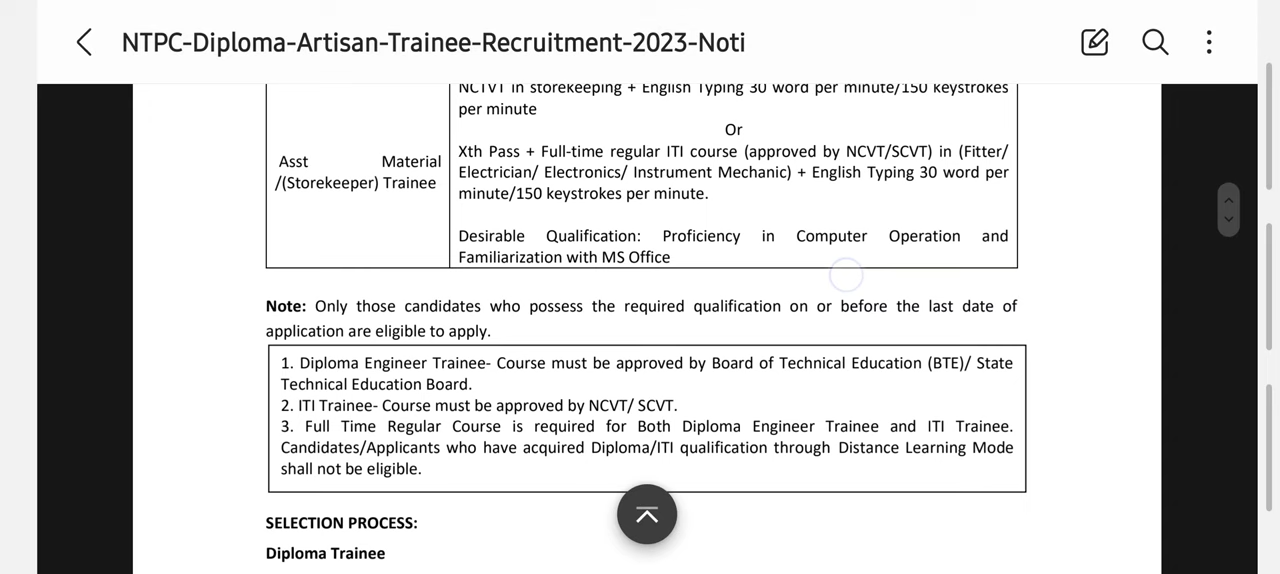 NTPC-Diploma-Artisan-Trainee-Recruitment-2023-Noti
NCTVT in storekeeping + English Typing 30 word per minute/150 keystrokes
per minute
Or
Asst Material
/(Storekeeper) Trainee
Xth Pass + Full-time regular ITI course (approved by NCVT/SCVT) in (Fitter/
Electrician/ Electronics/ Instrument Mechanic) + English Typing 30 word per
minute/150 keystrokes per minute.
Desirable Qualification: Proficiency in Computer Operation and
Familiarization with MS Office
Note: Only those candidates who possess the required qualification on or before the last date of
application are eligible to apply.
1. Diploma Engineer Trainee- Course must be approved by Board of Technical Education (BTE)/ State
Technical Education Board.
2. ITI Trainee- Course must be approved by NCVT/ SCVT.
3. Full Time Regular Course is required for Both Diploma Engineer Trainee and ITI Trainee.
Candidates/Applicants who have acquired Diploma/ITI qualification through Distance Learning Mode
shall not be eligible.
SELECTION PROCESS:
Diploma Trainee